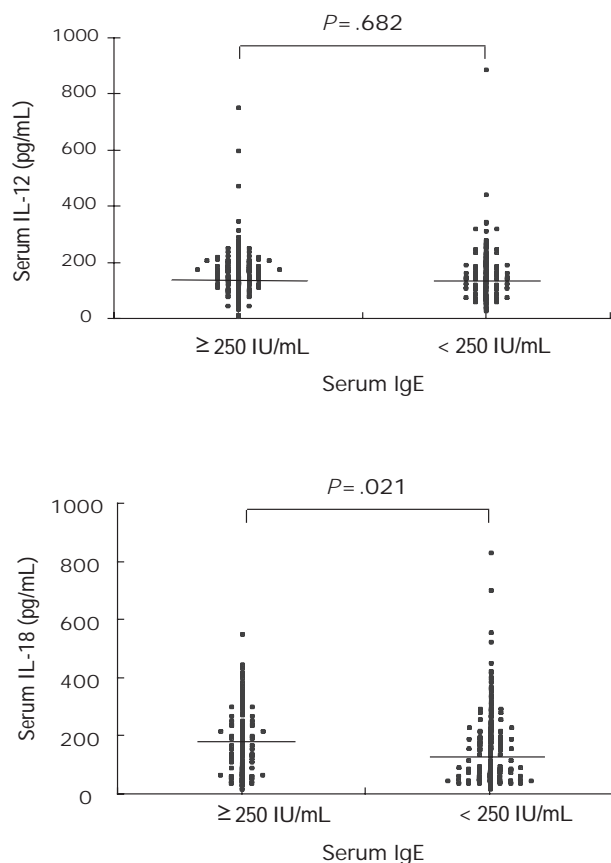 P= .682
1000
800
600
400
200
0
Serum IL-12 (pg/mL)
≥ 250 IU/mL
< 250 IU/mL
Serum IgE
P= .021
1000
800
600
400
200
0
Serum IL-18 (pg/mL)
≥ 250 IU/mL
< 250 IU/mL
Serum IgE